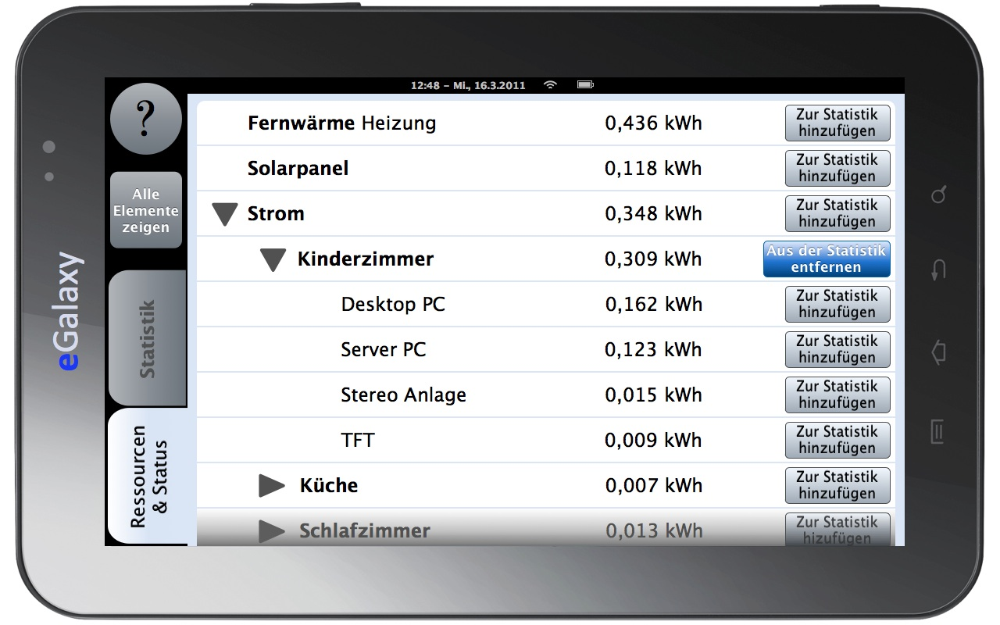 12:48 – Mi., 16.3.2011
?
Alle
Elemente
zeigen
Statistik
Ressourcen
& Status
eGalaxy
Fernwärme Heizung 0,436 kWh Zur Statistik
hinzufügen
Solarpanel 0,118 kWh Zur Statistik
hinzufügen
Strom 0,348 kWh Zur Statistik
hinzufügen
Kinderzimmer 0,309 kWh Aus der Statistik
entfernen
Desktop PC 0,162 kWh Zur Statistik
hinzufügen
Server PC 0,123 kWh Zur Statistik
hinzufügen
Stereo Anlage 0,015 kWh Zur Statistik
hinzufügen
TFT 0,009 kWh Zur Statistik
hinzufügen
Küche 0,007 kWh Zur Statistik
hinzufügen
Schlafzimmer 0,013 kWh Zur Statistik
hizufügen